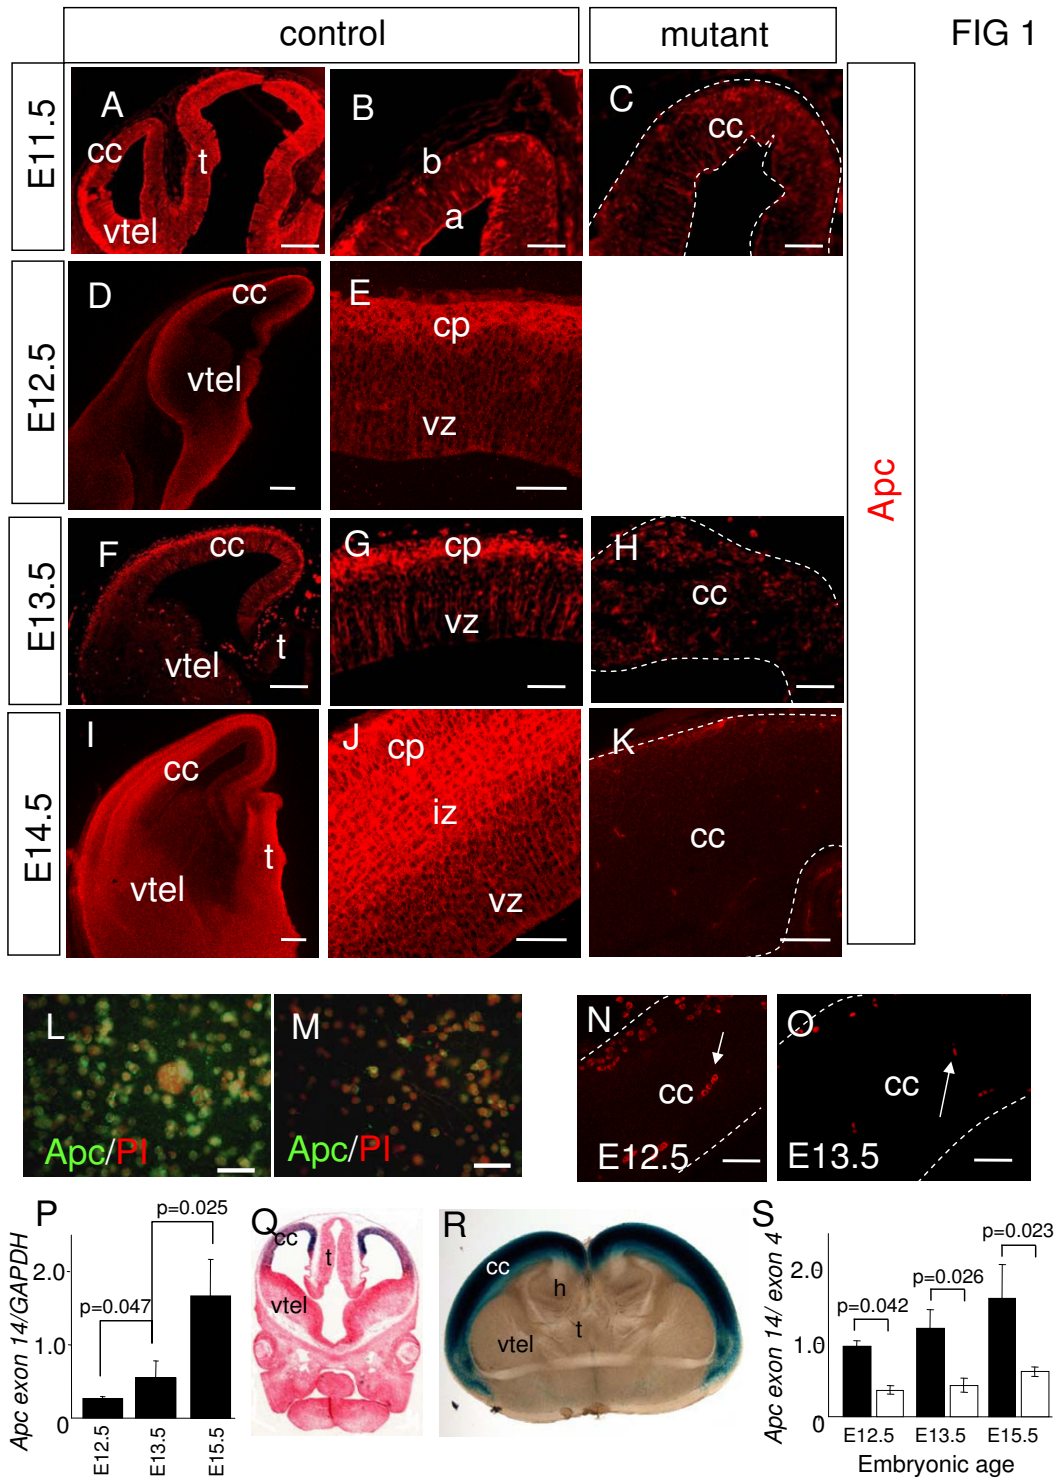 control
mutant
FIG 1
E11.5
A
cc
t
vtel
B
b
a
C
cc
E12.5
D
cc
vtel
E
cp
vz
Apc
E13.5
F
cc
vtel
t
G
cp
vz
H
cc
E14.5
I
cc
vtel
t
J
cp
iz
vz
K
cc
L
Apc/PI
M
Apc/PI
N
cc
E12.5
O
cc
E13.5
P
p=0.025
p=0.047
2.0
1.0
0
Apc exon 14/GAPDH
E12.5
E13.5
E15.5
Q
cc
t
vtel
R
cc
h
vtel
t
S
p=0.023
p=0.026
p=0.042
2.0
1.0
0
Apc exon 14/ exon 4
E12.5 E13.5 E15.5
Embryonic age